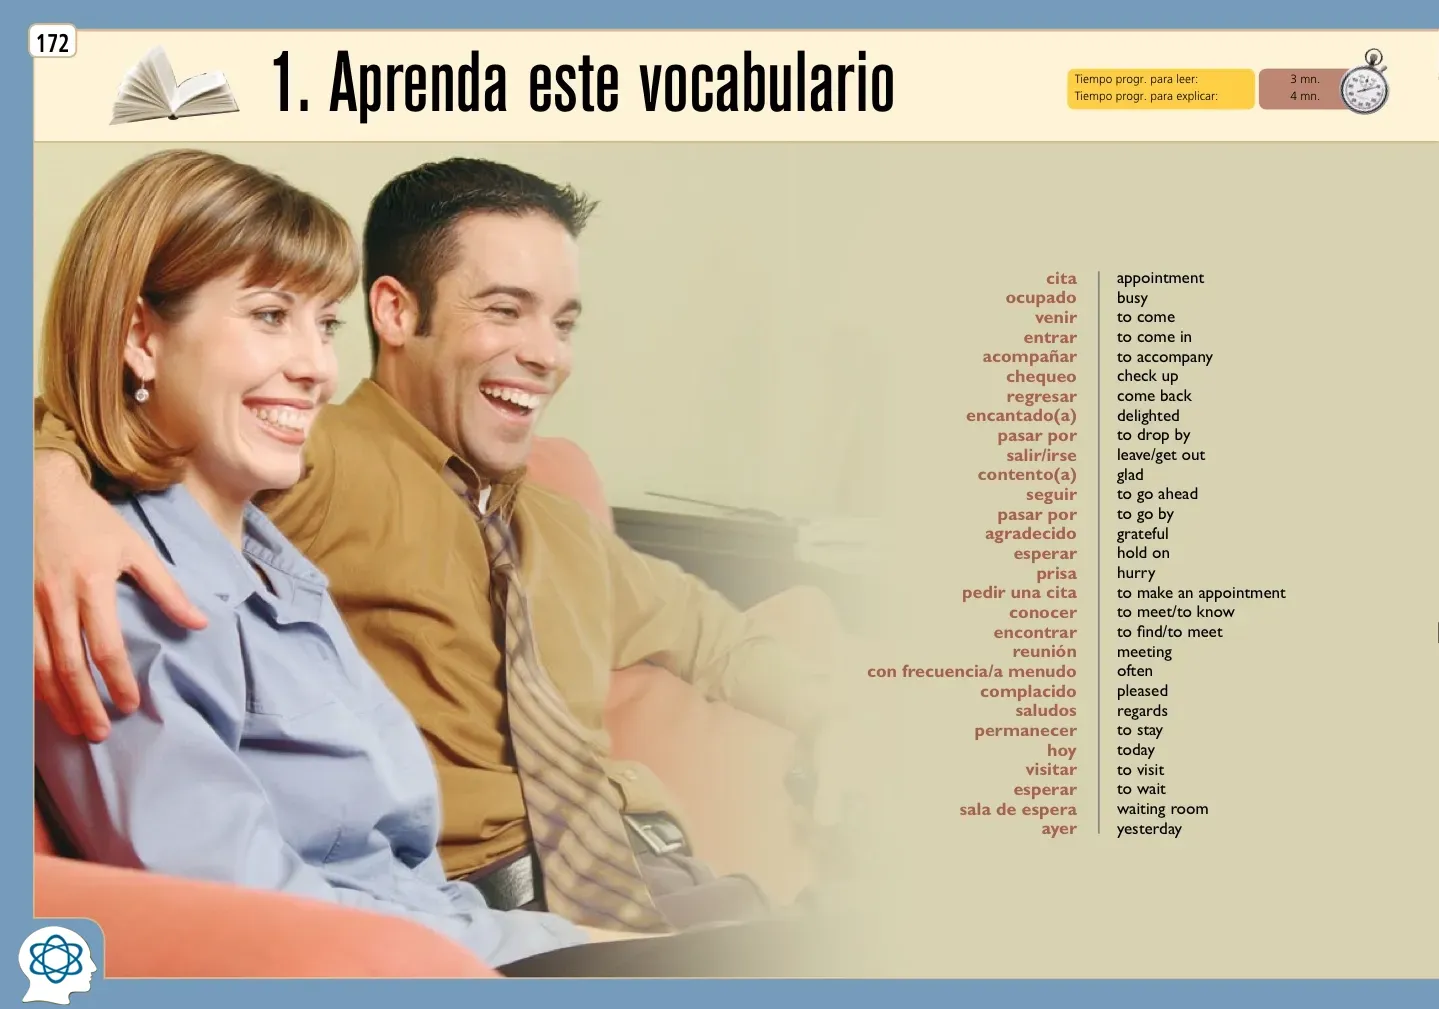 172
1. Aprenda este vocabulario
Tiempo progr. para leer: 3 mn.
Tiempo progr. para explicar: 4 mn.
cita appointment
ocupado busy
venir to come
entrar to come in
acompañar to accompany
chequeo check up
regresar come back
encantado(a) delighted
pasar por to drop by
salir/irse leave/get out
contento(a) glad
seguir to go ahead
pasar por to go by
agradecido grateful
esperar hold on
prisa hurry
pedir una cita to make an appointment
conocer to meet/to know
encontrar to find/to meet
reunión meeting
con frecuencia/a menudo often
complacido pleased
saludos regards
permanecer to stay
hoy today
visitar to visit
esperar to wait
sala de espera waiting room
ayer yesterday